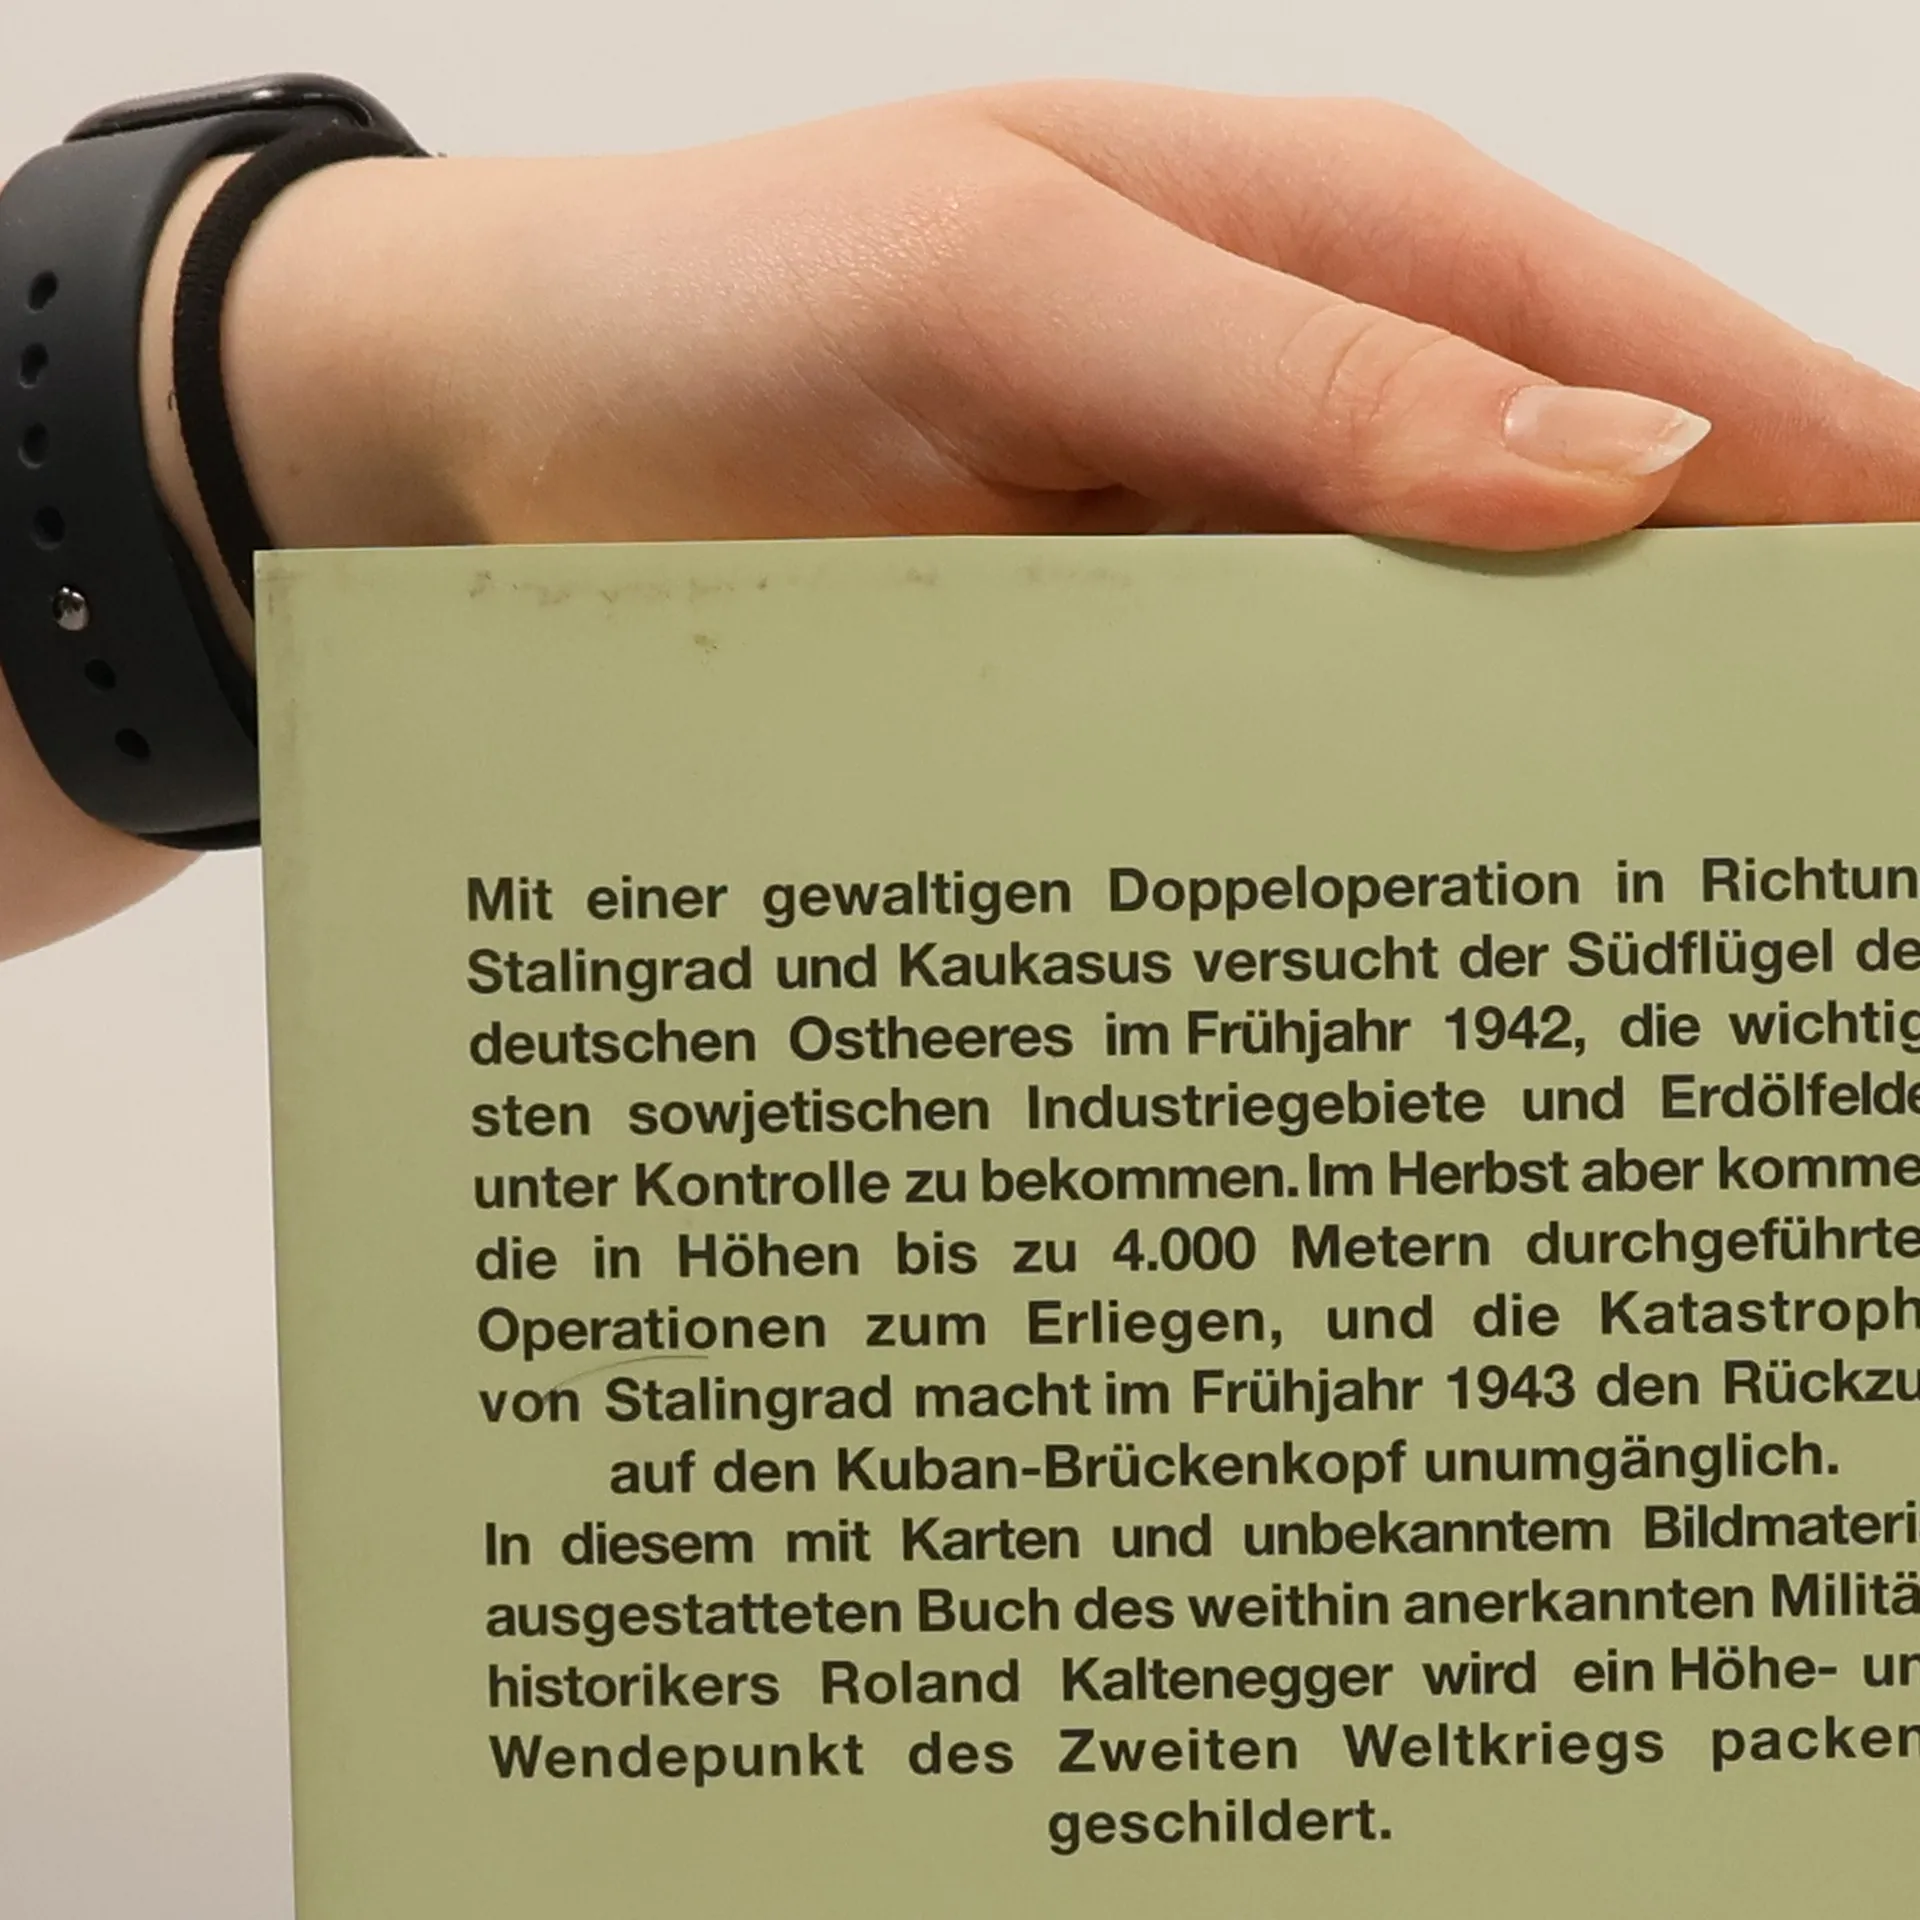 Mit einer gewaltigen Doppeloperation in Richtun
Stalingrad und Kaukasus versucht der Südflügel de
deutschen Ostheeres im Frühjahr 1942, die wichtig
sten sowjetischen Industriegebiete und Erdölfelde
unter Kontrolle zu bekommen. Im Herbst aber komme
die in Höhen bis zu 4.000 Metern durchgeführte
Operationen zum Erliegen, und die Katastroph
von Stalingrad macht im Frühjahr 1943 den Rückzu
auf den Kuban-Brückenkopf unumgänglich.
In diesem mit Karten und unbekanntem Bildmateri
ausgestatteten Buch des weithin anerkannten Militä
historikers Roland Kaltenegger wird ein Höhe- un
Wendepunkt des Zweiten Weltkriegs packen
geschildert.